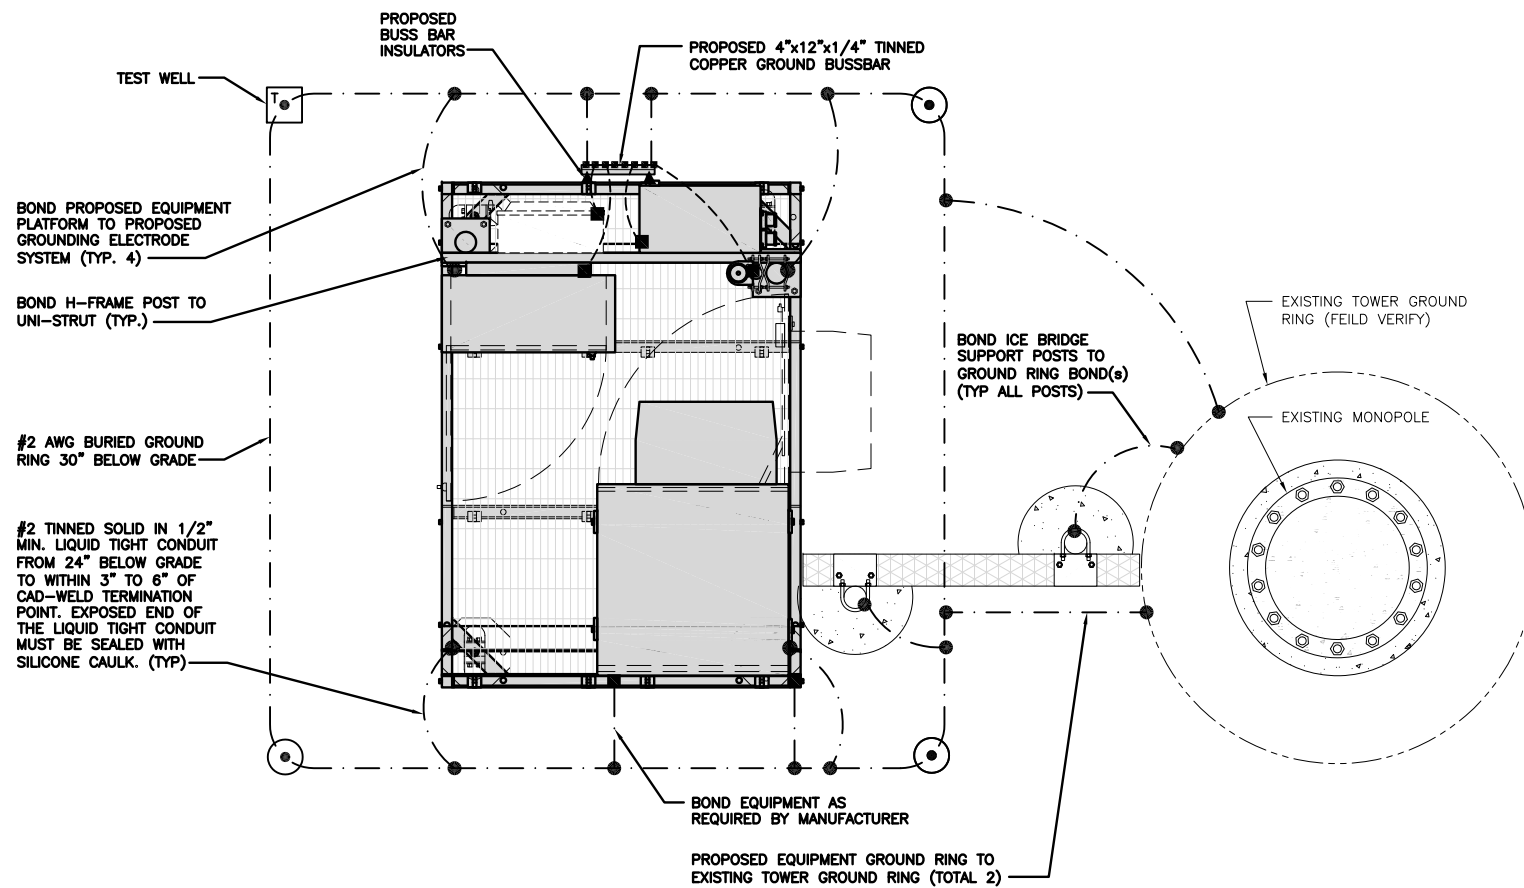 PROPOSED
BUSS BAR
INSULATORS
PROPOSED 4"x12"x1/4" TINNED
COPPER GROUND BUSSBAR
TEST WELL
T
BOND PROPOSED EQUIPMENT
PLATFORM TO PROPOSED
GROUNDING ELECTRODE
SYSTEM (TYP. 4)
BOND H-FRAME POST TO
UNI-STRUT (TYP.)
EXISTING TOWER GROUND
RING (FEILD VERIFY)
BOND ICE BRIDGE
SUPPORT POSTS TO
GROUND RING BOND(s)
(TYP ALL POSTS)
EXISTING MONOPOLE
#2 AWG BURIED GROUND
RING 30" BELOW GRADE
#2 TINNED SOLID IN 1/2"
MIN. LIQUID TIGHT CONDUIT
FROM 24" BELOW GRADE
TO WITHIN 3" TO 6" OF
CAD-WELD TERMINATION
POINT. EXPOSED END OF
THE LIQUID TIGHT CONDUIT
MUST BE SEALED WITH
SILICONE CAULK. (TYP)
BOND EQUIPMENT AS
REQUIRED BY MANUFACTURER
PROPOSED EQUIPMENT GROUND RING TO
EXISTING TOWER GROUND RING (TOTAL 2)